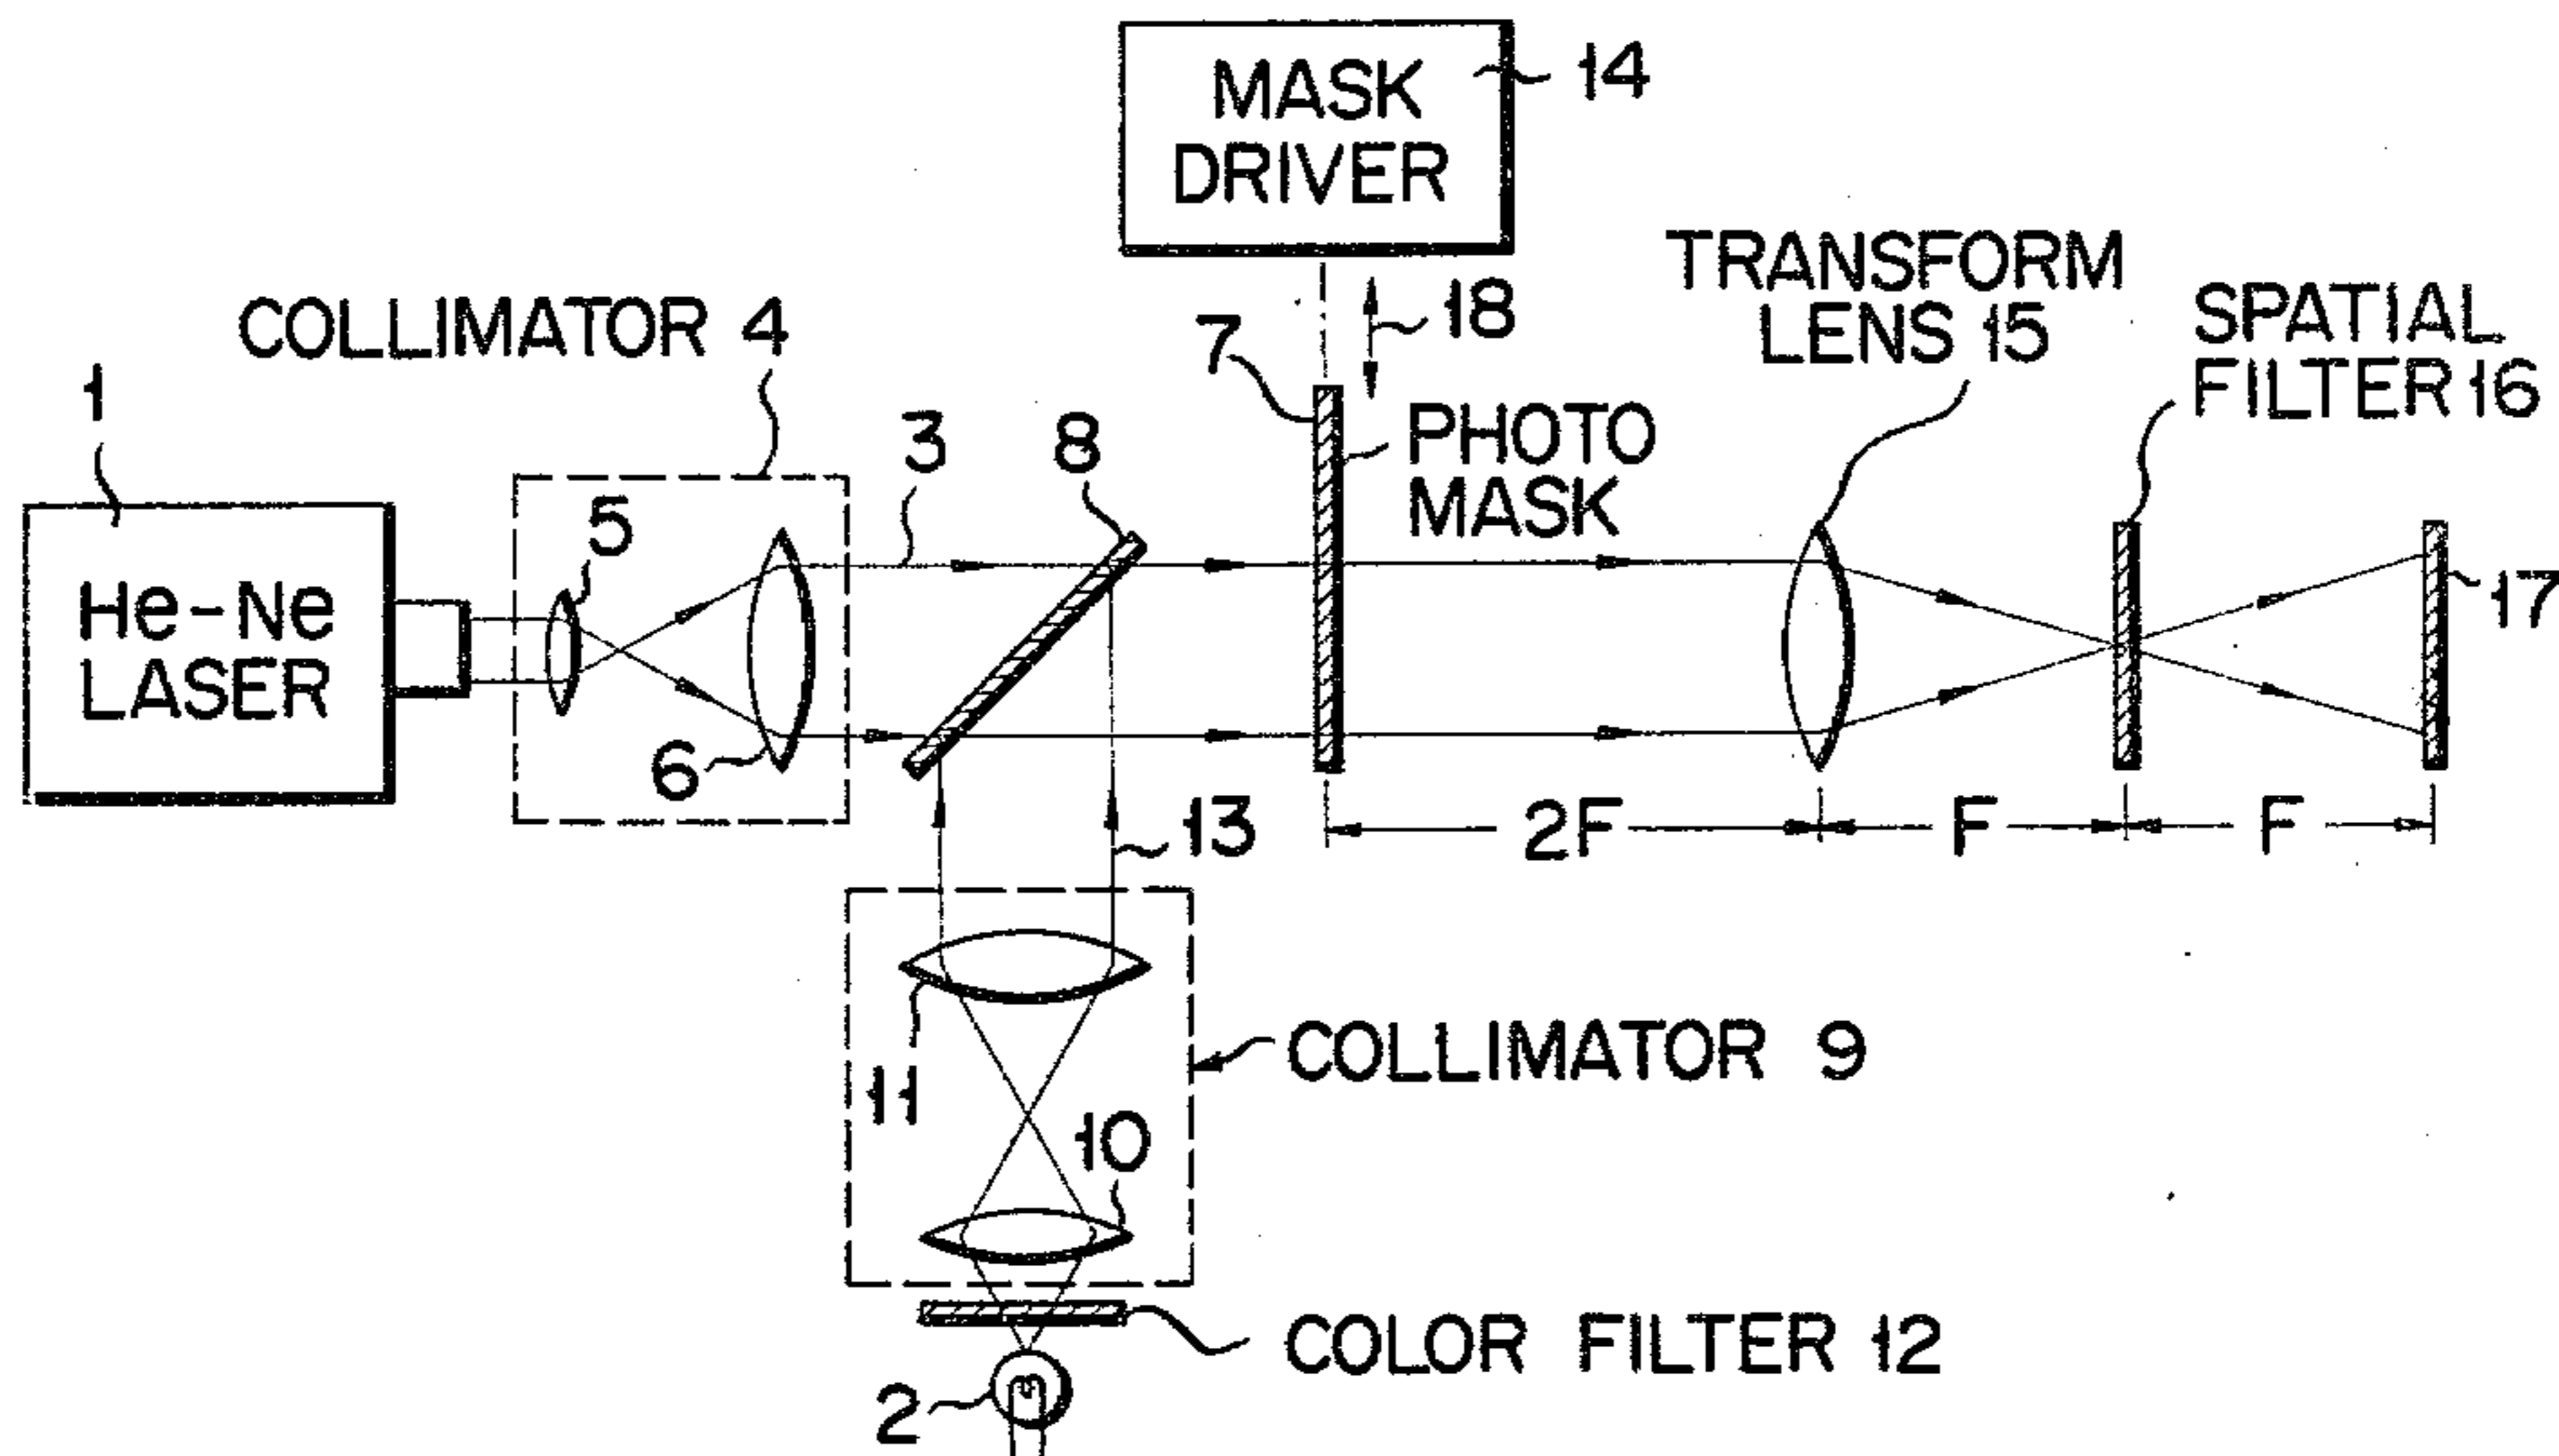 MASK
DRIVER
14
TRANSFORM
LENS 15
SPATIAL
FILTER 16
COLLIMATOR 4
18
7
1
3
8
PHOTO
MASK
5
He-Ne
LASER
17
6
2F
F
F
13
11
COLLIMATOR 9
10
COLOR FILTER 12
2